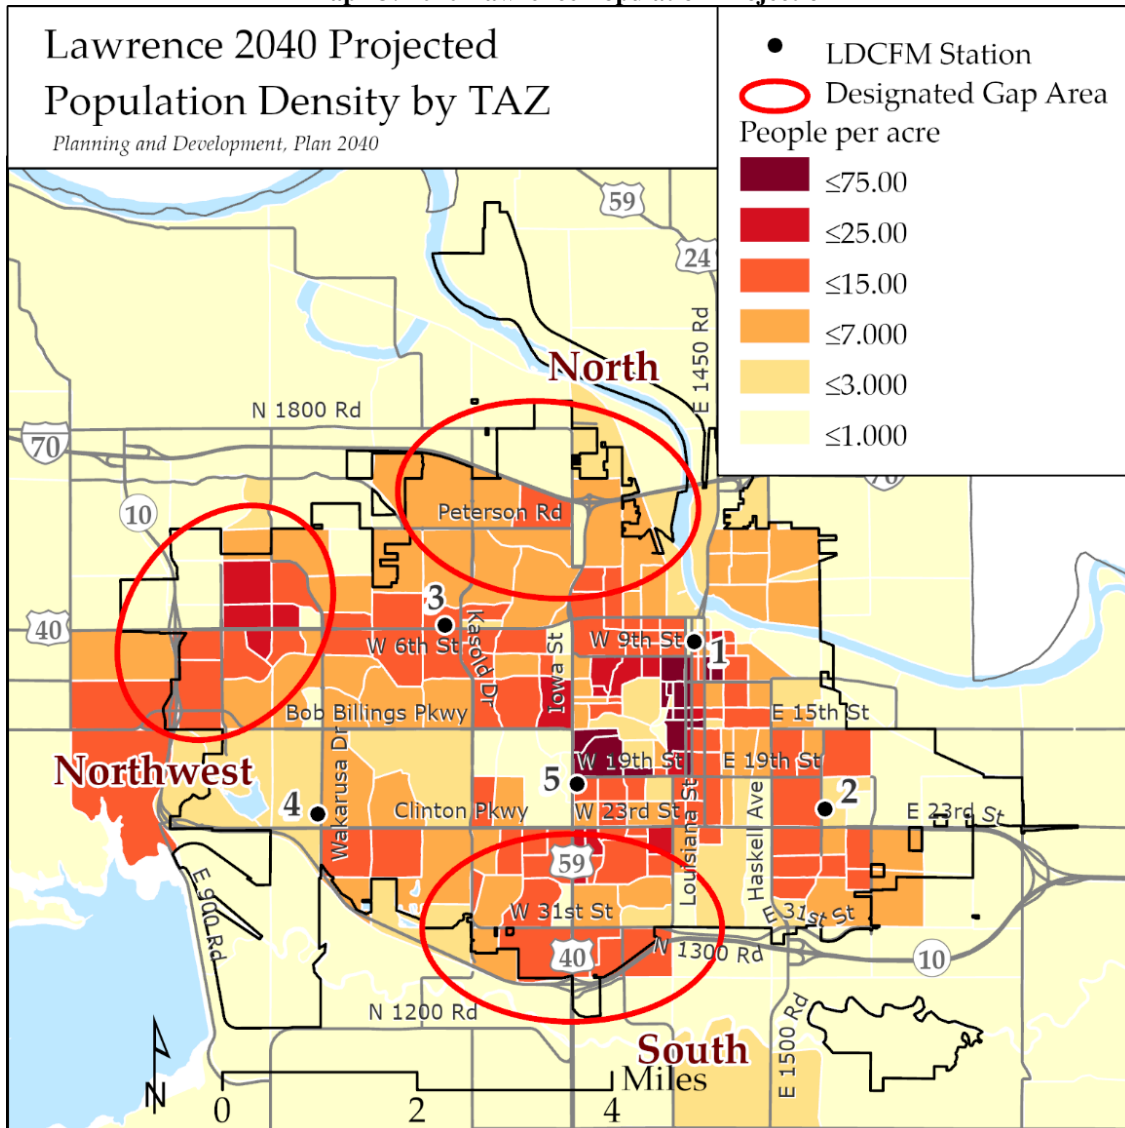 Lawrence 2040 Projected
Population Density by TAZ
Planning and Development, Plan 2040
LDCFM Station
Designated Gap Area
People per acre
≤75.00
≤25.00
≤15.00
≤7.000
≤3.000
≤1.000
59
24
E 1450 Rd
North
N 1800 Rd
70
70
Peterson Rd
10
40
3
W 6th St
Kasold Dr
Iowa St
W 9th St
1
Bob Billings Pkwy
E 15th St
Northwest
Wakarusa Dr
W 19th St
E 19th St
5
4
Clinton Pkwy
W 23rd St
Louisiana St
Haskell Ave
2
E 23rd St
59
E 900 Rd
W 31st St
E 31st St
40
N 1300 Rd
10
N 1200 Rd
South
E 1500 Rd
N
Miles
0
2
4